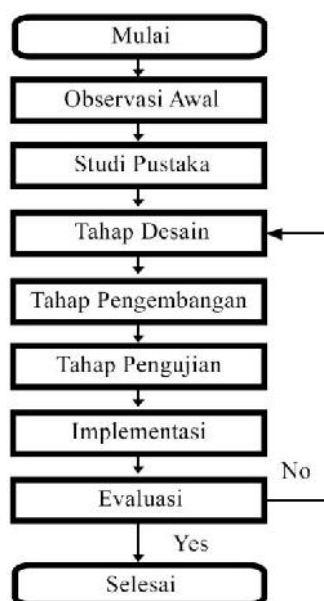 Mulai
Observasi Awal
Studi Pustaka
Tahap Desain
Tahap Pengembangan
Tahap Pengujian
Implementasi
No
Evaluasi
Yes
Selesai